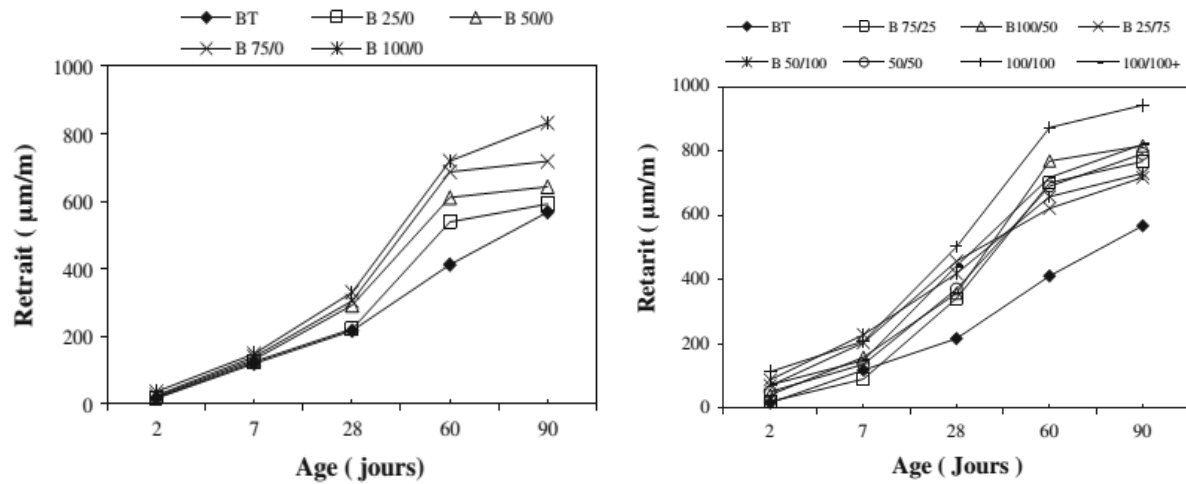 BT B 25/0 B 50/0
B 75/0 B 100/0
1000
800
600
400
200
0
Retrait ( µm/m)
2 7 28 60 90
Age ( jours)
BT B 75/25 B100/50 B 25/75
B 50/100 50/50 100/100 100/100+
1000
800
600
400
200
0
Retarit ( µm/m)
2 7 28 60 90
Age ( Jours )